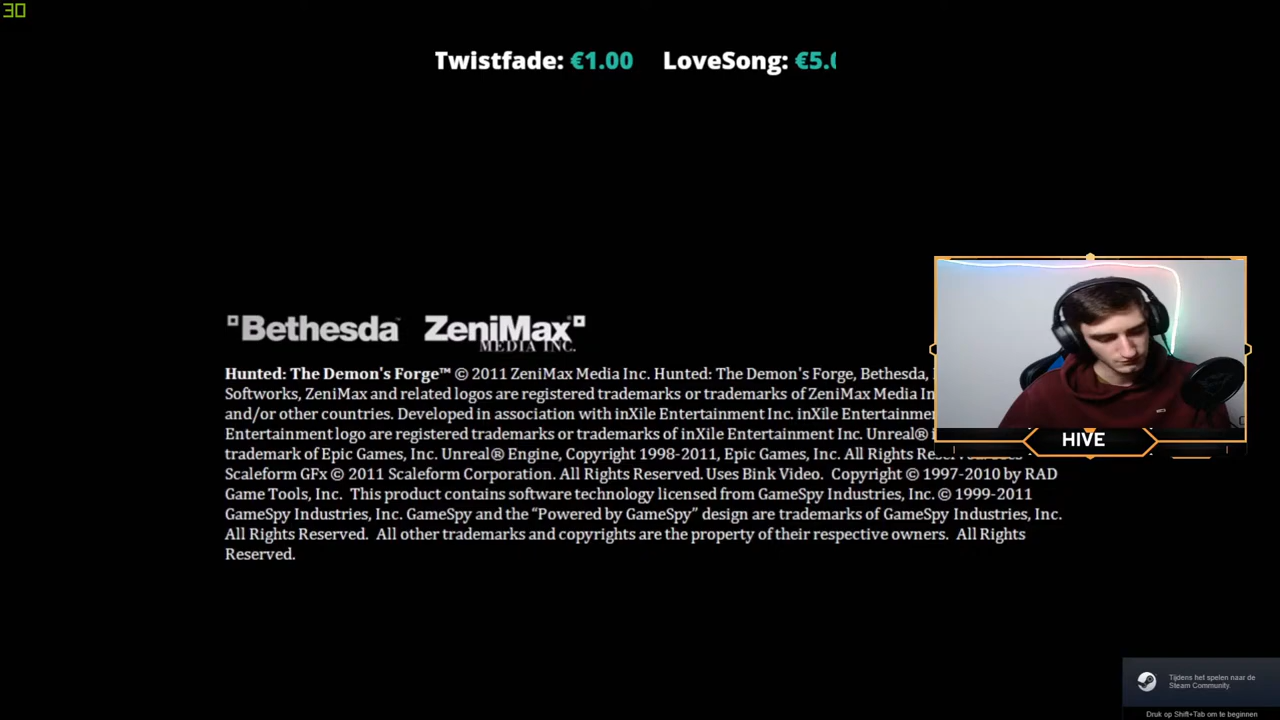 30
Twistfade: €1.00 LoveSong: €5.0
Bethesda™ ZeniMax®
MEDIA INC.
Hunted: The Demon's Forge™ © 2011 ZeniMax Media Inc. Hunted: The Demon's Forge, Bethesda,
Softworks, ZeniMax and related logos are registered trademarks or trademarks of ZeniMax Media
and/or other countries. Developed in association with inXile Entertainment Inc. inXile
Entertainment logo are registered trademarks or trademarks of inXile Entertainment Inc. Unreal®
trademark of Epic Games, Inc. Unreal® Engine, Copyright 1998-2011, Epic Games, Inc. All Rights
Scaleform GFx © 2011 Scaleform Corporation. All Rights Reserved. Uses Bink Video. Copyright © 1997-2010 by RAD
Game Tools, Inc. This product contains software technology licensed from GameSpy Industries, Inc. © 1999-2011
GameSpy Industries, Inc. GameSpy and the “Powered by GameSpy” design are trademarks of GameSpy Industries, Inc.
All Rights Reserved. All other trademarks and copyrights are the property of their respective owners. All Rights
Reserved.
HIVE
Tijdens het spelen naar de
Steam Community.
Druk op Shift+Tab om te beginnen